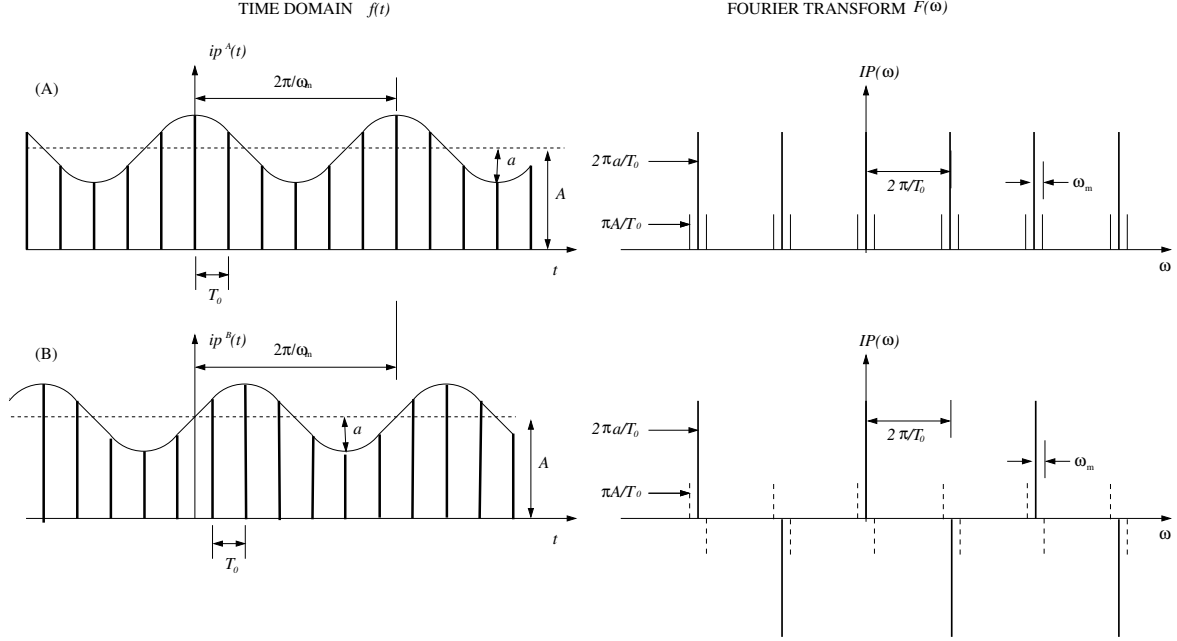 TIME DOMAIN f(t)
FOURIER TRANSFORM F(ω)
(A)
ip ᴬ(t)
2π/ωₘ
a
A
t
T₀
IP(ω)
2πa/T₀
πA/T₀
2π/T₀
ωₘ
ω
(B)
ip ᴮ(t)
2π/ωₘ
a
A
t
T₀
IP(ω)
2πa/T₀
πA/T₀
2π/T₀
ωₘ
ω